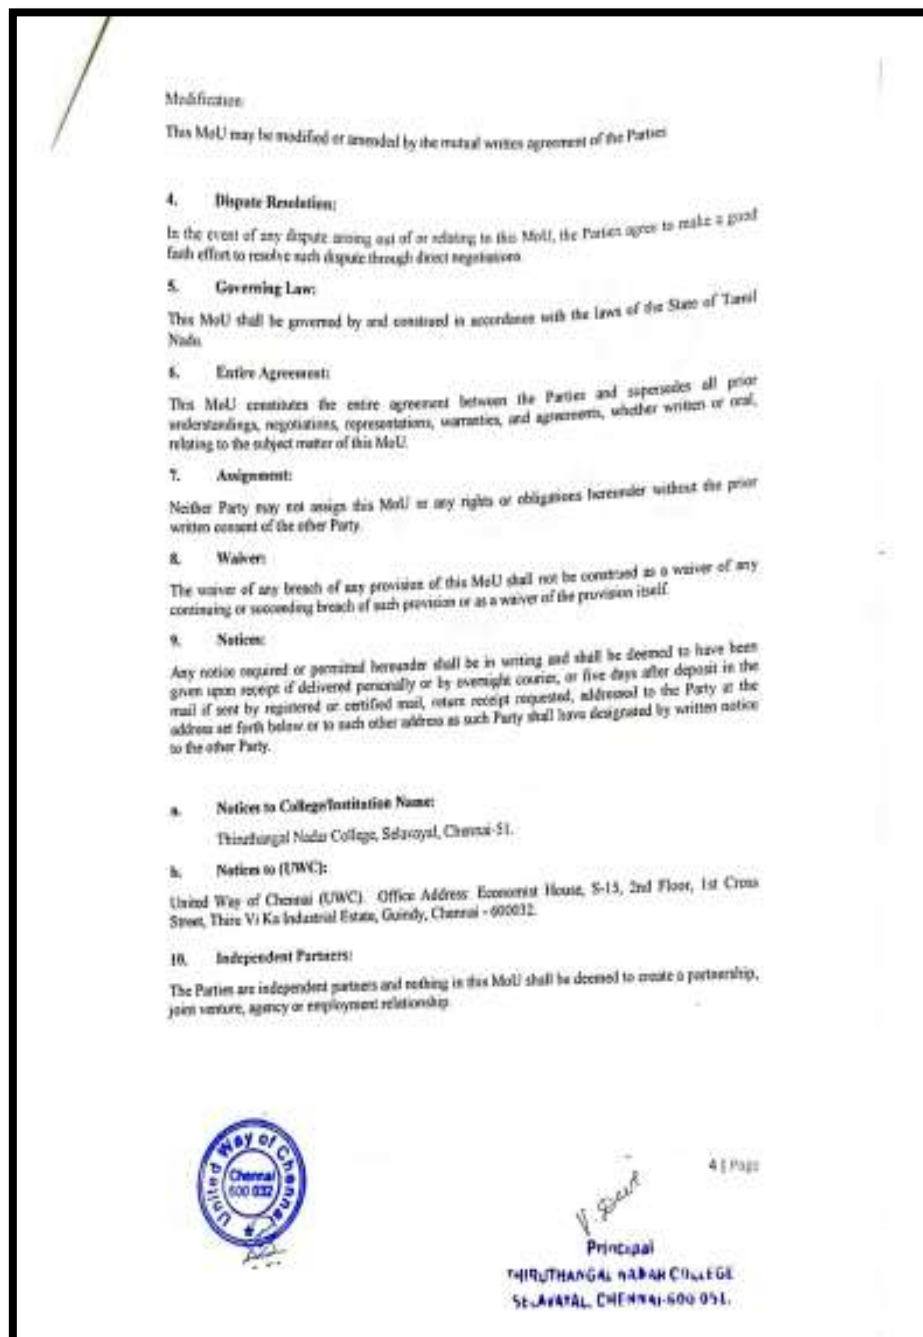 Modification:
This MoU may be modified or amended by the mutual written agreement of the Parties
4. Dispute Resolution:
In the event of any dispute arising out of or relating to this MoU, the Parties agree to make a good
faith effort to resolve such dispute through direct negotiations
5. Governing Law:
This MoU shall be governed by and construed in accordance with the laws of the State of Tamil
Nadu.
6. Entire Agreement:
This MoU constitutes the entire agreement between the Parties and supersedes all prior
understandings, negotiations, representations, warranties, and agreements, whether written or oral,
relating to the subject matter of this MoU.
7. Assignment:
Neither Party may not assign this MoU or any rights or obligations hereunder without the prior
written consent of the other Party.
8. Waiver:
The waiver of any breach of any provision of this MoU shall not be construed as a waiver of any
continuing or succeeding breach of such provision or as a waiver of the provision itself.
9. Notices:
Any notice required or permitted hereunder shall be in writing and shall be deemed to have been
given upon receipt if delivered personally or by overnight courier, or five days after deposit in the
mail if sent by registered or certified mail, return receipt requested, addressed to the Party at the
address set forth below or to such other address as such Party shall have designated by written notice
to the other Party.
a. Notices to College/Institution Name:
Thiruthangal Nadar College, Selavayal, Chennai-51.
b. Notices to (UWC):
United Way of Chennai (UWC). Office Address: Economist House, S-15, 2nd Floor, 1st Cross
Street, Thiru Vi Ka Industrial Estate, Guindy, Chennai - 600032.
10. Independent Partners:
The Parties are independent partners and nothing in this MoU shall be deemed to create a partnership,
joint venture, agency or employment relationship.
United Way of Chennai
Chennai
600 032
4 | Page
Principal
THIRUTHANGAL NADAR COLLEGE
SELAVAYAL, CHENNAI-600 051.